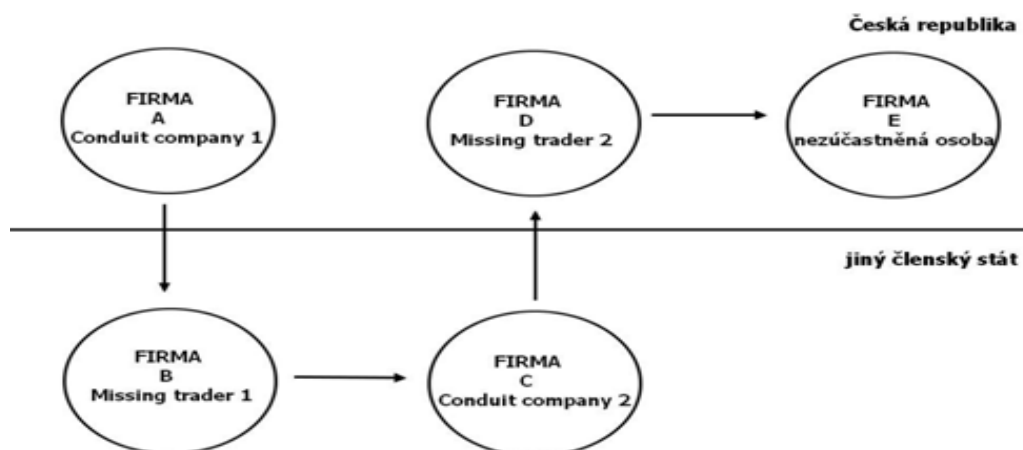 Česká republika
FIRMA
A
Conduit company 1
FIRMA
D
Missing trader 2
FIRMA
E
nezúčastněná osoba
jiný členský stát
FIRMA
B
Missing trader 1
FIRMA
C
Conduit company 2